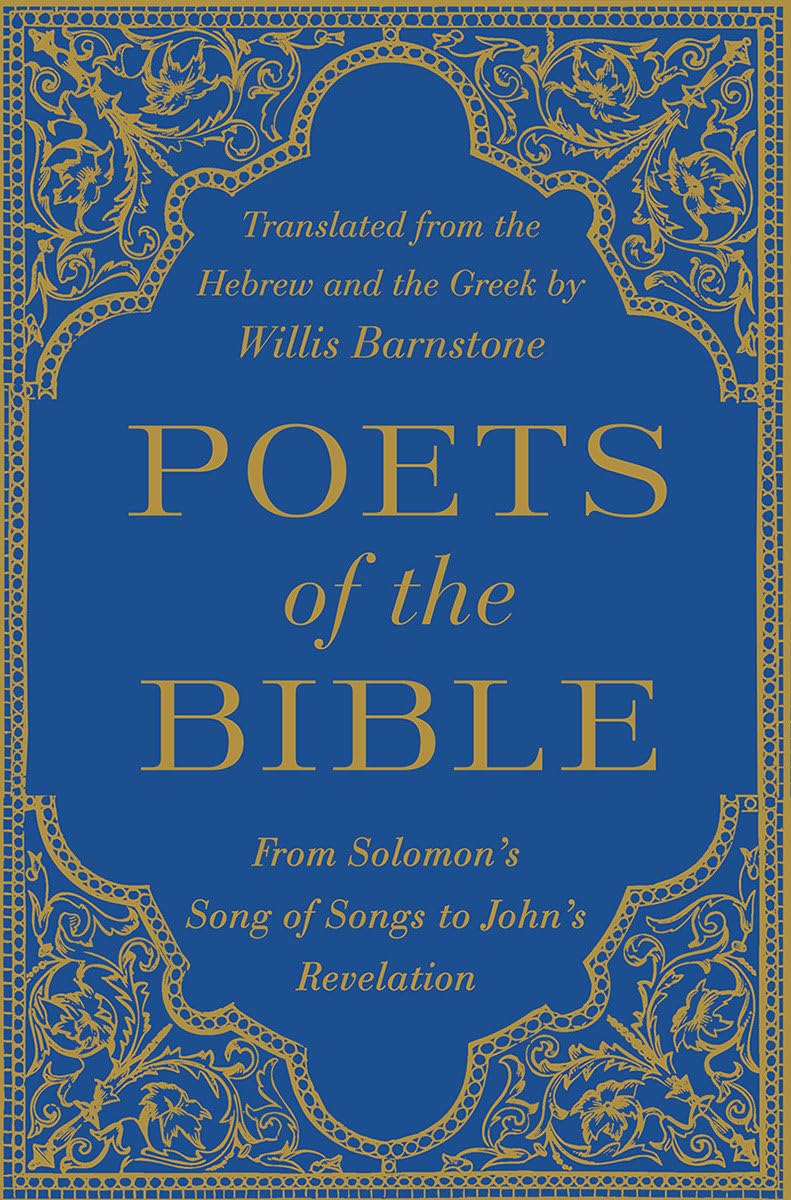 Translated from the
Hebrew and the Greek by
Willis Barnstone
POETS
of the
BIBLE
From Solomon’s
Song of Songs to John’s
Revelation